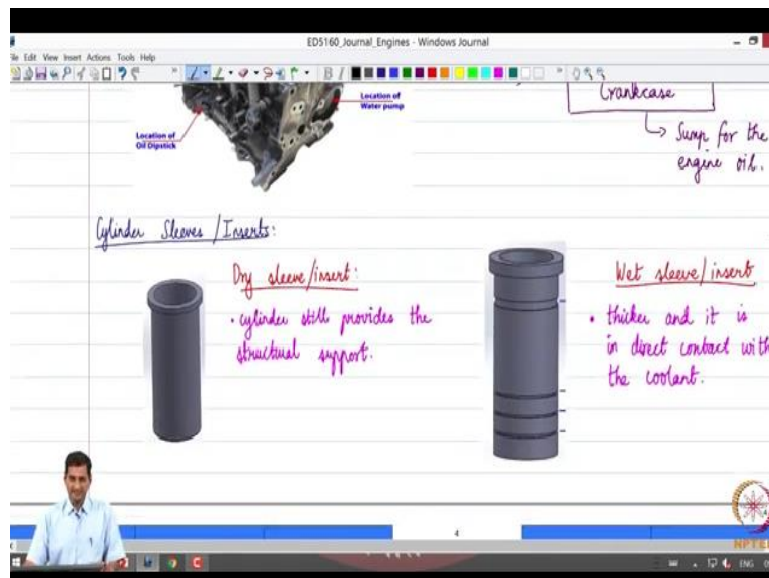 ED5160_Journal_Engines - Windows Journal
File Edit View Insert Actions Tools Help
Location of
Water pump
Location of
Oil Dipstick
Crankcase
Sump for the
engine oil.
Cylinder Sleeves/Inserts:
Dry sleeve/insert:
• cylinder still provides the
structural support.
Wet sleeve/insert
• thicker and it is
in direct contact with
the coolant.
4
NPTEL
ENG